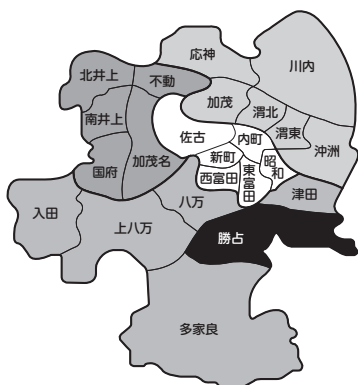 応神
川内
北井上
不動
加茂
渭北
南井上
渭東
沖洲
佐古
内町
新町
昭和
国府
加茂名
西富田
東富田
八万
津田
入田
上八万
勝占
多家良